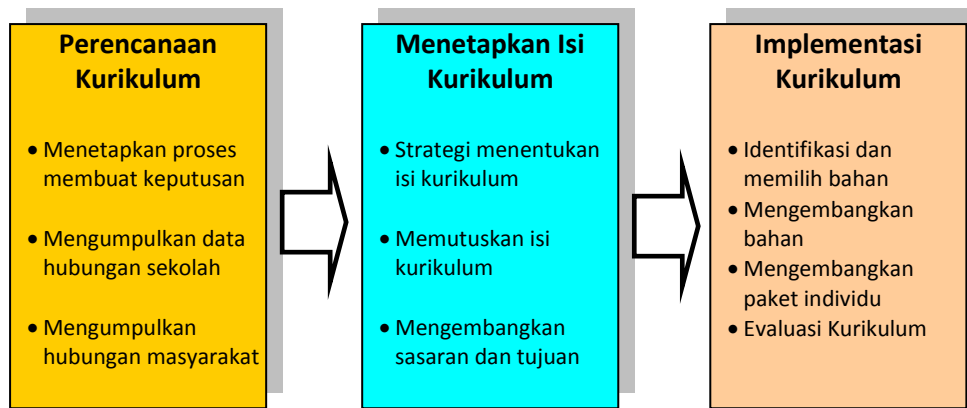 Perencanaan
Kurikulum
• Menetapkan proses
membuat keputusan
• Mengumpulkan data
hubungan sekolah
• Mengumpulkan
hubungan masyarakat
Menetapkan Isi
Kurikulum
• Strategi menentukan
isi kurikulum
• Memutuskan isi
kurikulum
• Mengembangkan
sasaran dan tujuan
Implementasi
Kurikulum
• Identifikasi dan
memilih bahan
• Mengembangkan
bahan
• Mengembangkan
paket individu
• Evaluasi Kurikulum